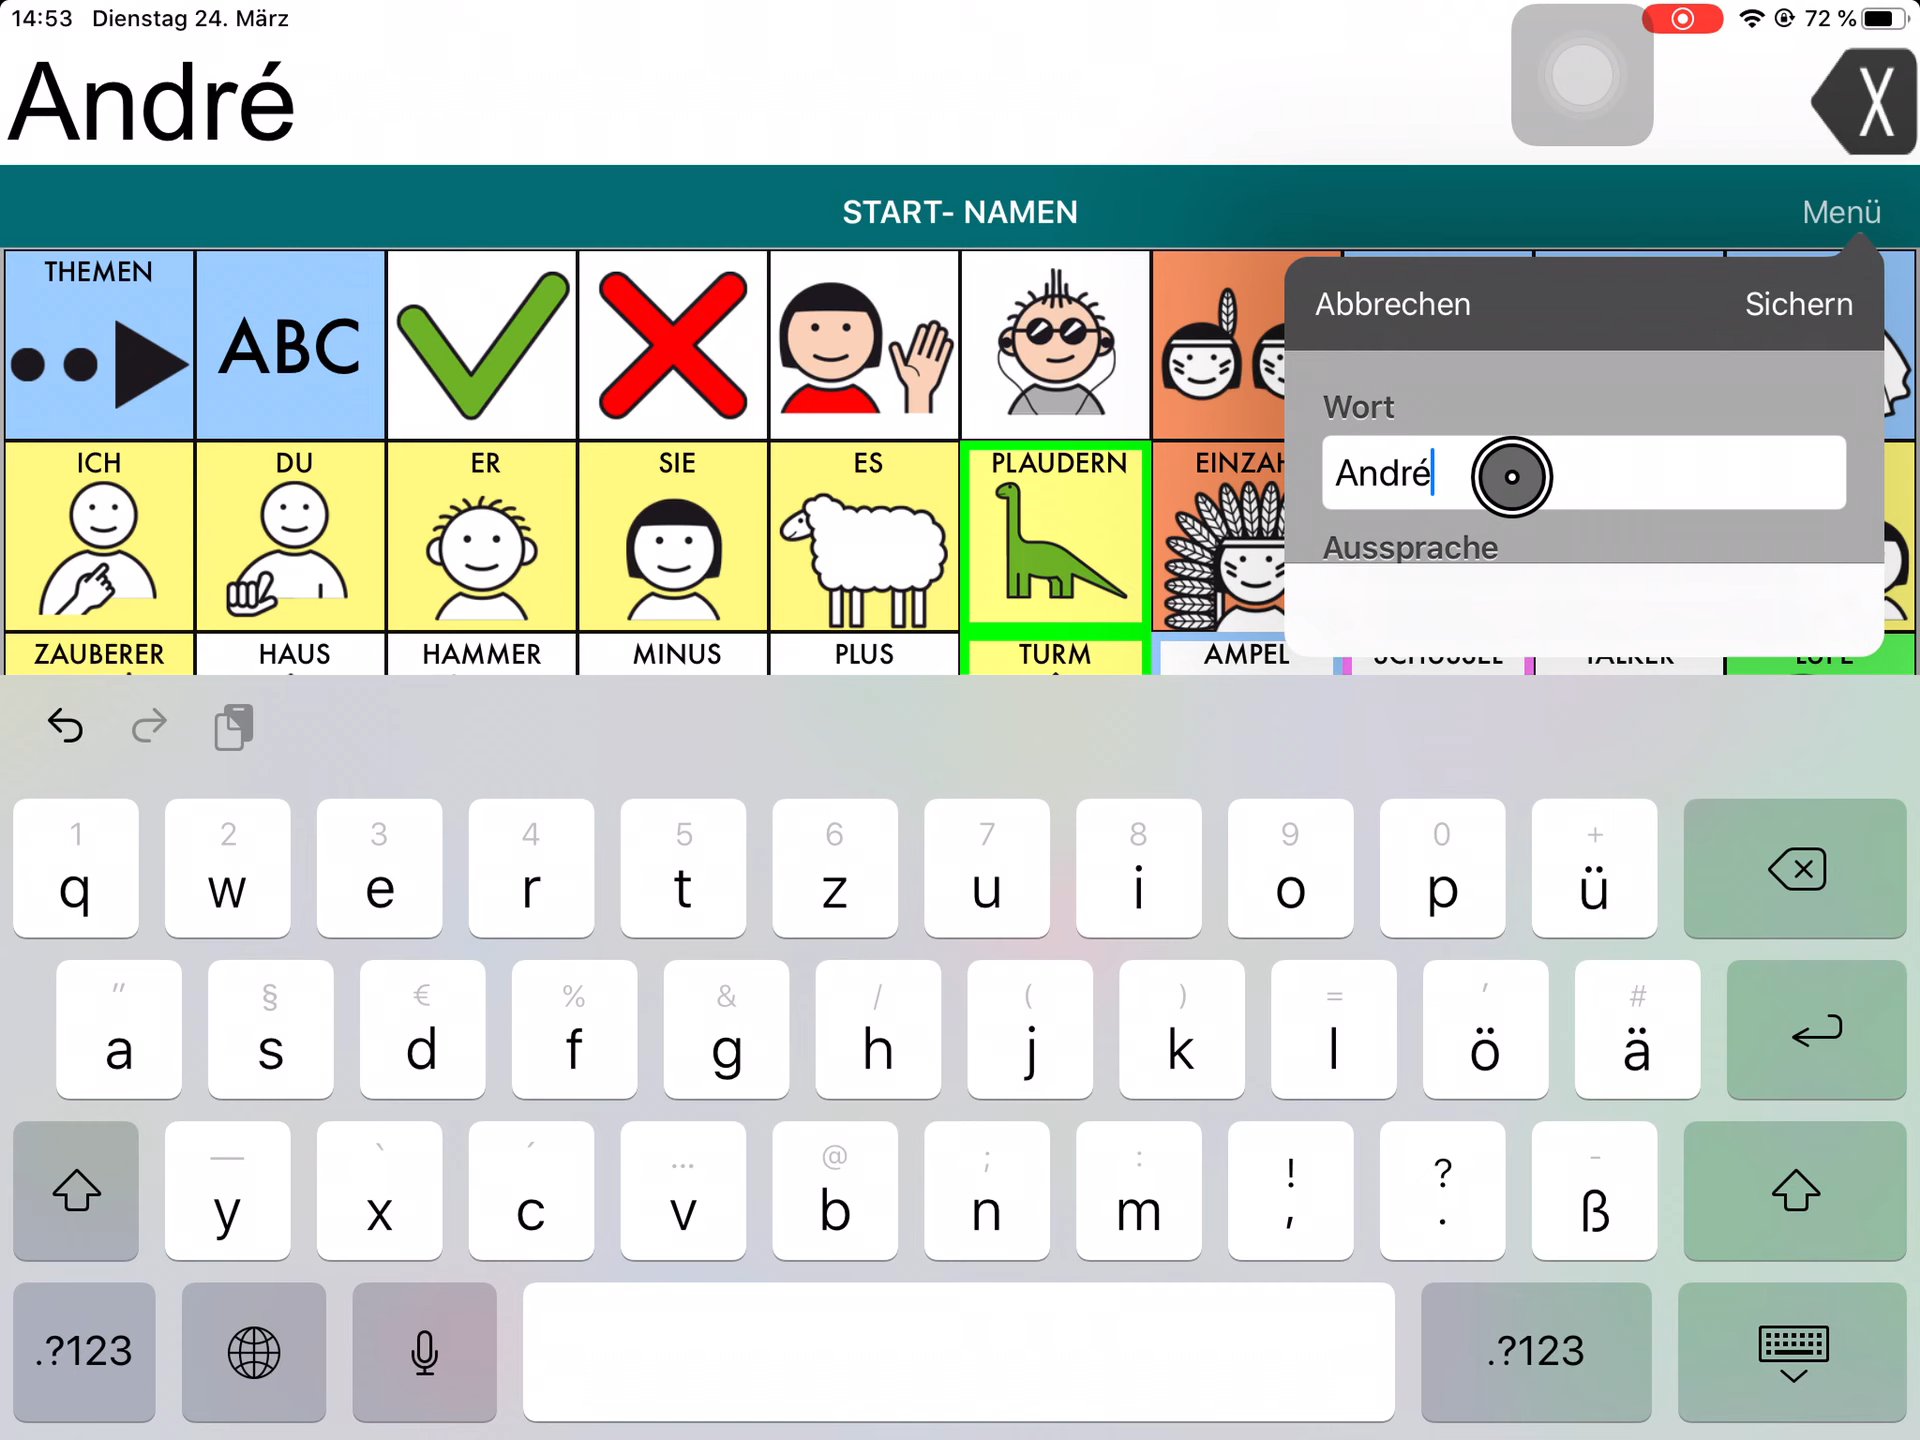 14:53 Dienstag 24. März 72 %
André
X
START- NAMEN Menü
THEMEN
ABC
Abbrechen Sichern
Wort
André
Aussprache
ICH DU ER SIE ES PLAUDERN
ZAUBERER HAUS HAMMER MINUS PLUS TURM AMPEL
1 2 3 4 5 6 7 8 9 0 +
q w e r t z u i o p ü
" § € % & / ( ) = ' #
a s d f g h j k l ö ä
— ` ´ ... @ ; : ! ? -
y x c v b n m , . ß
.?123 .?123